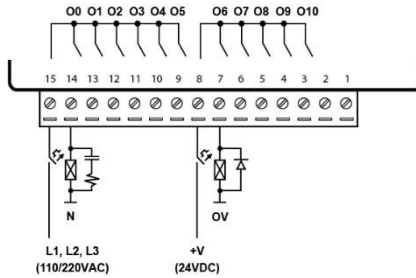 O0 O1 O2 O3 O4 O5 O6 O7 O8 O9 O10
15 14 13 12 11 10 9 8 7 6 5 4 3 2 1
N OV
L1, L2, L3 +V
(110/220VAC) (24VDC)